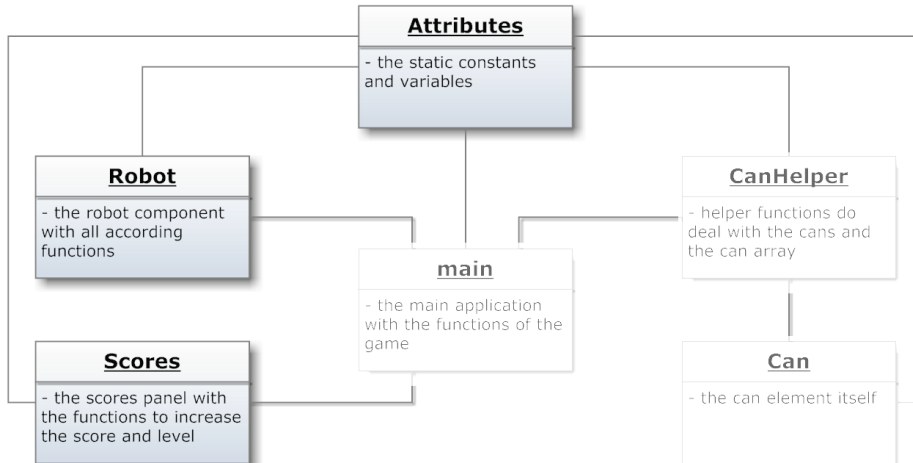 Attributes
- the static constants
and variables
Robot
- the robot component
with all according
functions
CanHelper
- helper functions do
deal with the cans and
the can array
main
- the main application
with the functions of the
game
Scores
- the scores panel with
the functions to increase
the score and level
Can
- the can element itself